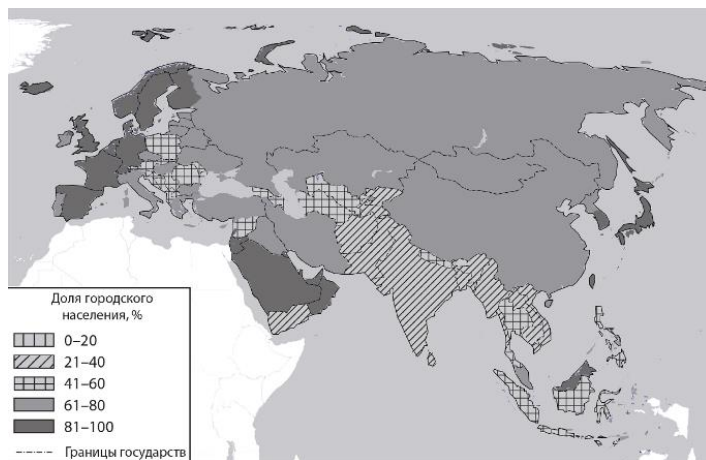 Доля городского
населения, %
0–20
21–40
41–60
61–80
81–100
Границы государств